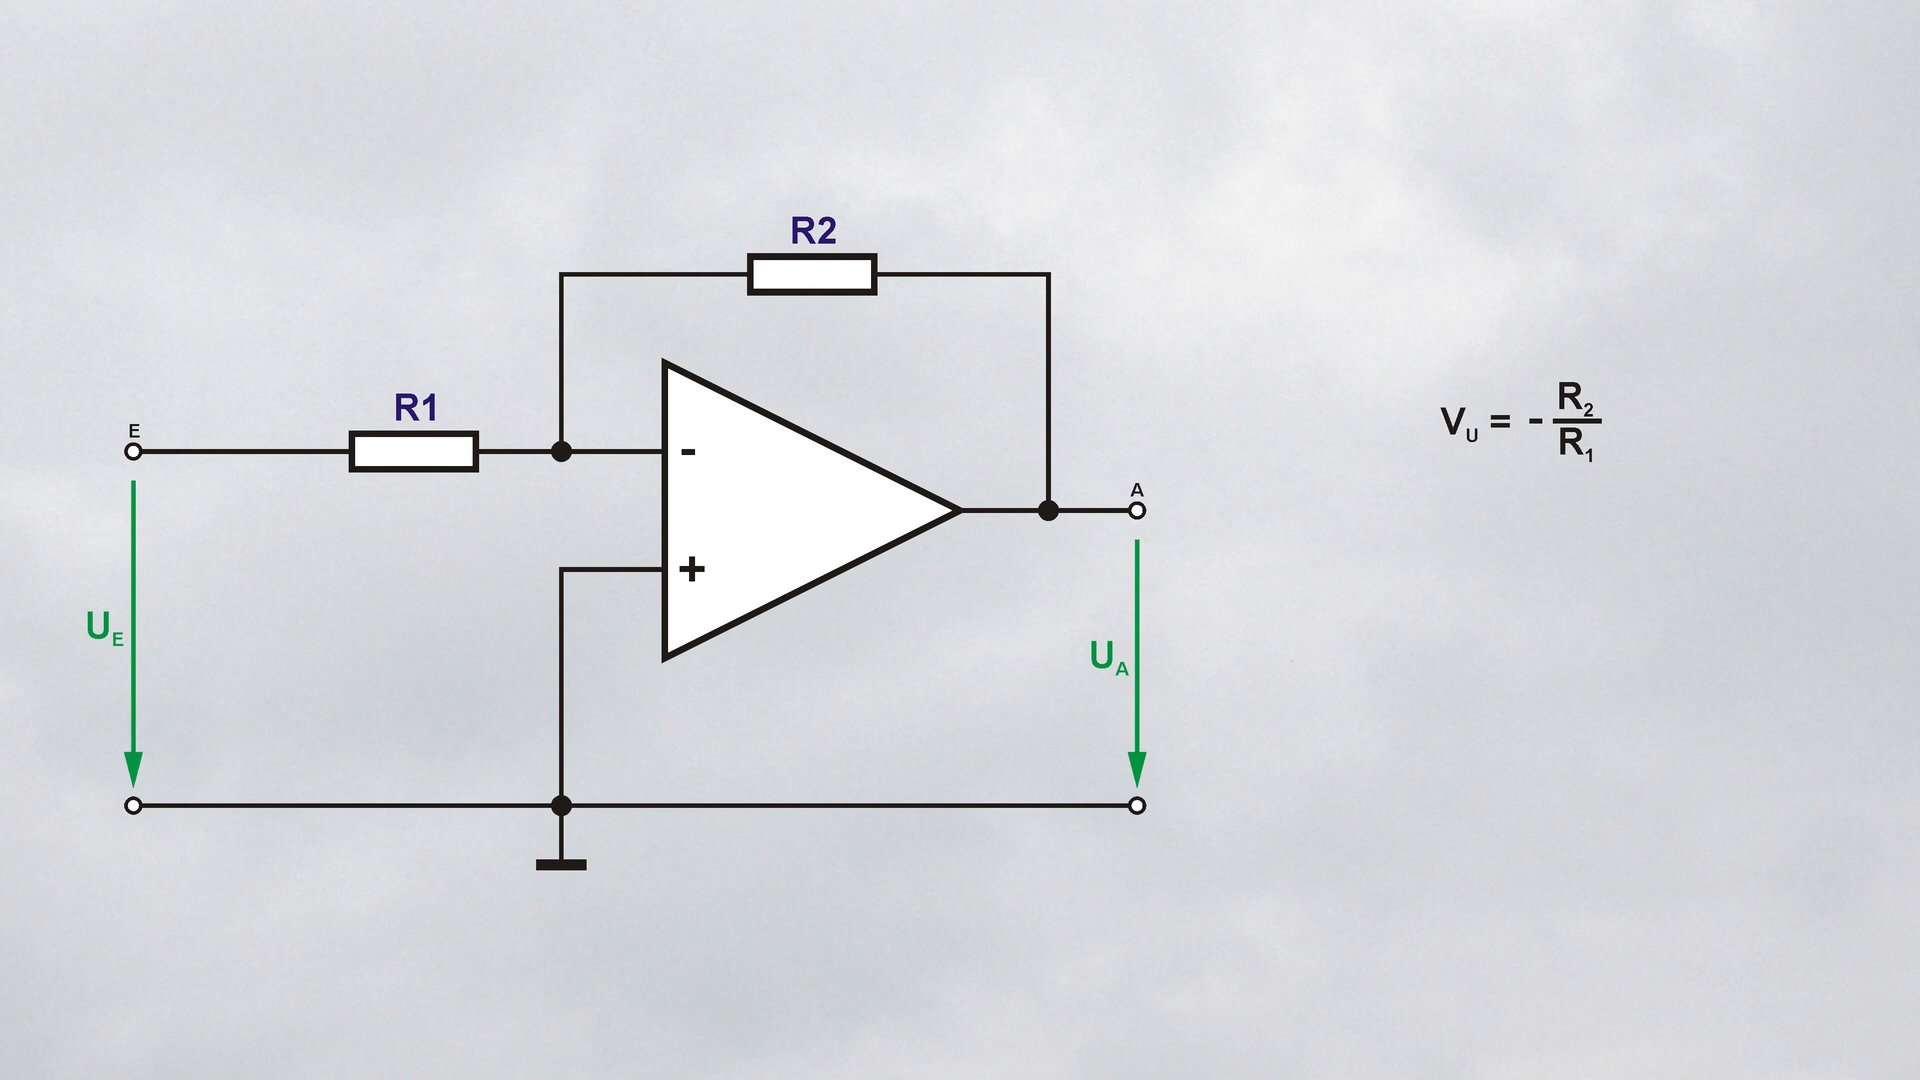 R2
R1
E
-
+
A
U_E
U_A
V_U = - R_2/R_1